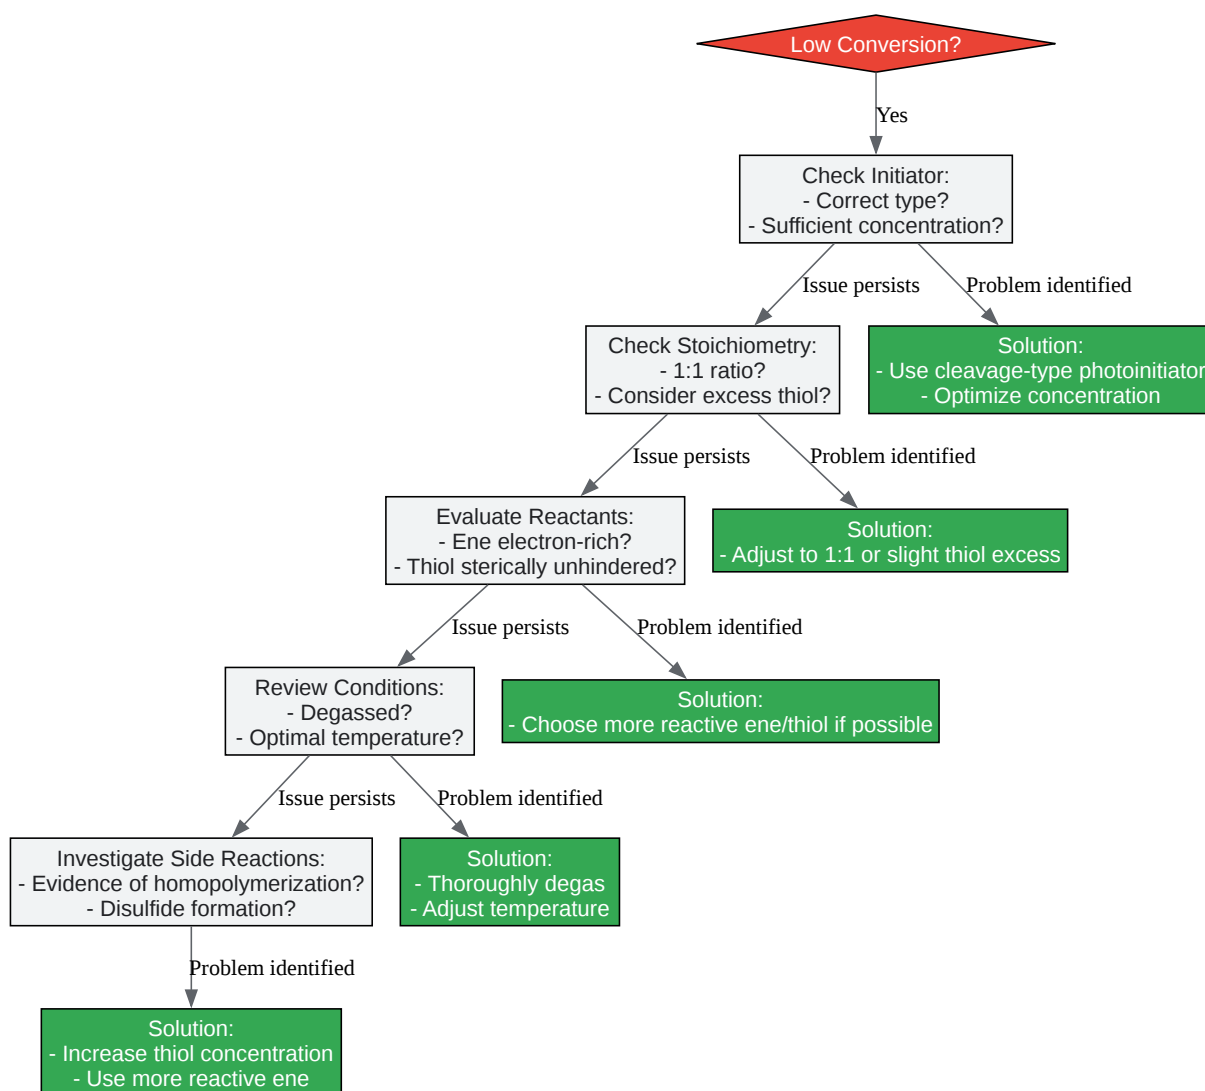 Low Conversion?
Yes
Check Initiator:
- Correct type?
- Sufficient concentration?
Issue persists
Problem identified
Check Stoichiometry:
- 1:1 ratio?
- Consider excess thiol?
Solution:
- Use cleavage-type photoinitiator
- Optimize concentration
Issue persists
Problem identified
Evaluate Reactants:
- Ene electron-rich?
- Thiol sterically unhindered?
Solution:
- Adjust to 1:1 or slight thiol excess
Issue persists
Problem identified
Review Conditions:
- Degassed?
- Optimal temperature?
Solution:
- Choose more reactive ene/thiol if possible
Issue persists
Problem identified
Investigate Side Reactions:
- Evidence of homopolymerization?
- Disulfide formation?
Solution:
- Thoroughly degas
- Adjust temperature
Problem identified
Solution:
- Increase thiol concentration
- Use more reactive ene